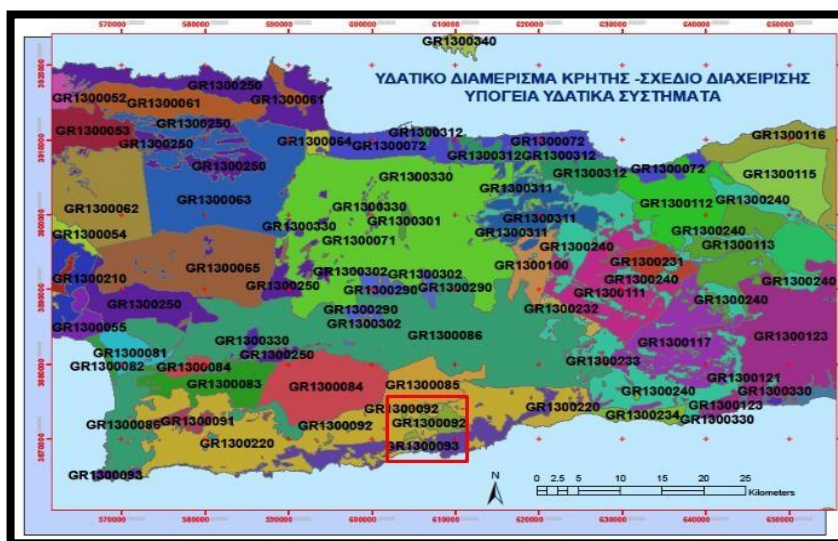 570000 580000 590000 600000 610000 620000 630000 640000 650000
GR1300340
ΥΔΑΤΙΚΟ ΔΙΑΜΕΡΙΣΜΑ ΚΡΗΤΗΣ -ΣΧΕΔΙΟ ΔΙΑΧΕΙΡΙΣΗΣ
ΥΠΟΓΕΙΑ ΥΔΑΤΙΚΑ ΣΥΣΤΗΜΑΤΑ
3920000
GR1300250
GR1300052
GR1300061
GR1300061
GR1300250
GR1300053
GR1300250
3910000
GR1300064
GR1300312
GR1300072
GR1300072
GR1300116
GR1300312
GR1300312
GR1300312
GR1300072
GR1300115
GR1300330
GR1300250
GR1300311
GR1300062
GR1300063
GR1300330
GR1300112
GR1300240
3900000
GR1300330
GR1300301
GR1300311
GR1300311
GR1300054
GR1300071
GR1300240
GR1300240
GR1300113
GR1300065
GR1300302
GR1300302
GR1300100
GR1300231
GR1300210
GR1300240
GR1300240
3890000
GR1300250
GR1300290
GR1300290
GR1300111
GR1300250
GR1300290
GR1300232
GR1300240
GR1300055
GR1300302
GR1300086
GR1300123
GR1300330
GR1300117
GR1300081
GR1300250
GR1300082
GR1300084
GR1300233
3880000
GR1300083
GR1300084
GR1300085
GR1300121
GR1300240
GR1300330
GR1300092
GR1300220
GR1300123
GR1300086
GR1300091
GR1300092
GR1300092
GR1300234
GR1300330
3870000
GR1300220
GR1300093
GR1300093
N
0 2.5 5 10 15 20 25
Kilometers
570000 580000 590000 600000 610000 620000 630000 640000 650000